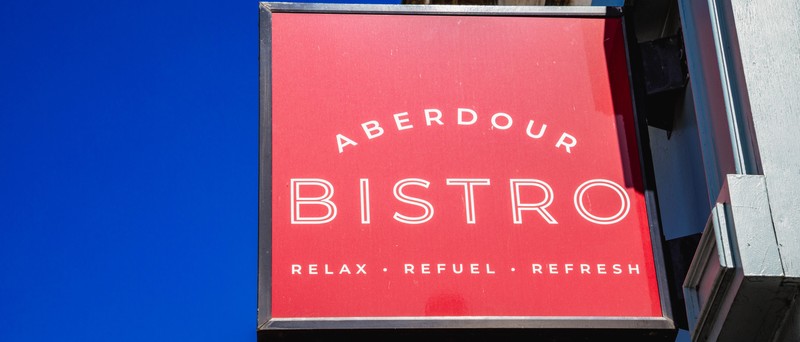 ABERDOUR
BISTRO
RELAX • REFUEL • REFRESH